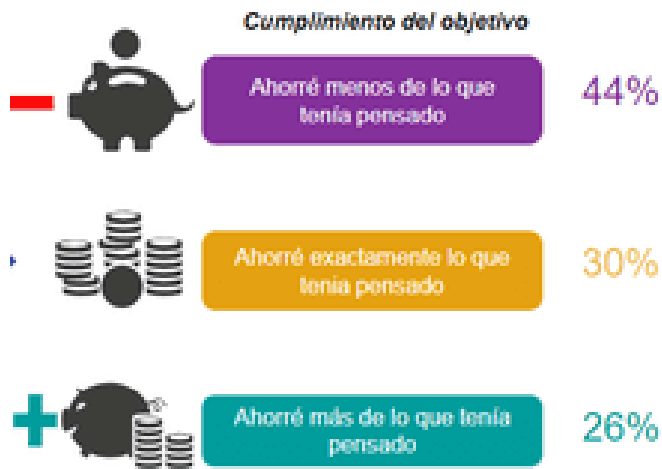 Cumplimiento del objetivo
Ahorré menos de lo que
tenía pensado
44%
Ahorré exactamente lo que
tenía pensado
30%
Ahorré más de lo que tenía
pensado
26%